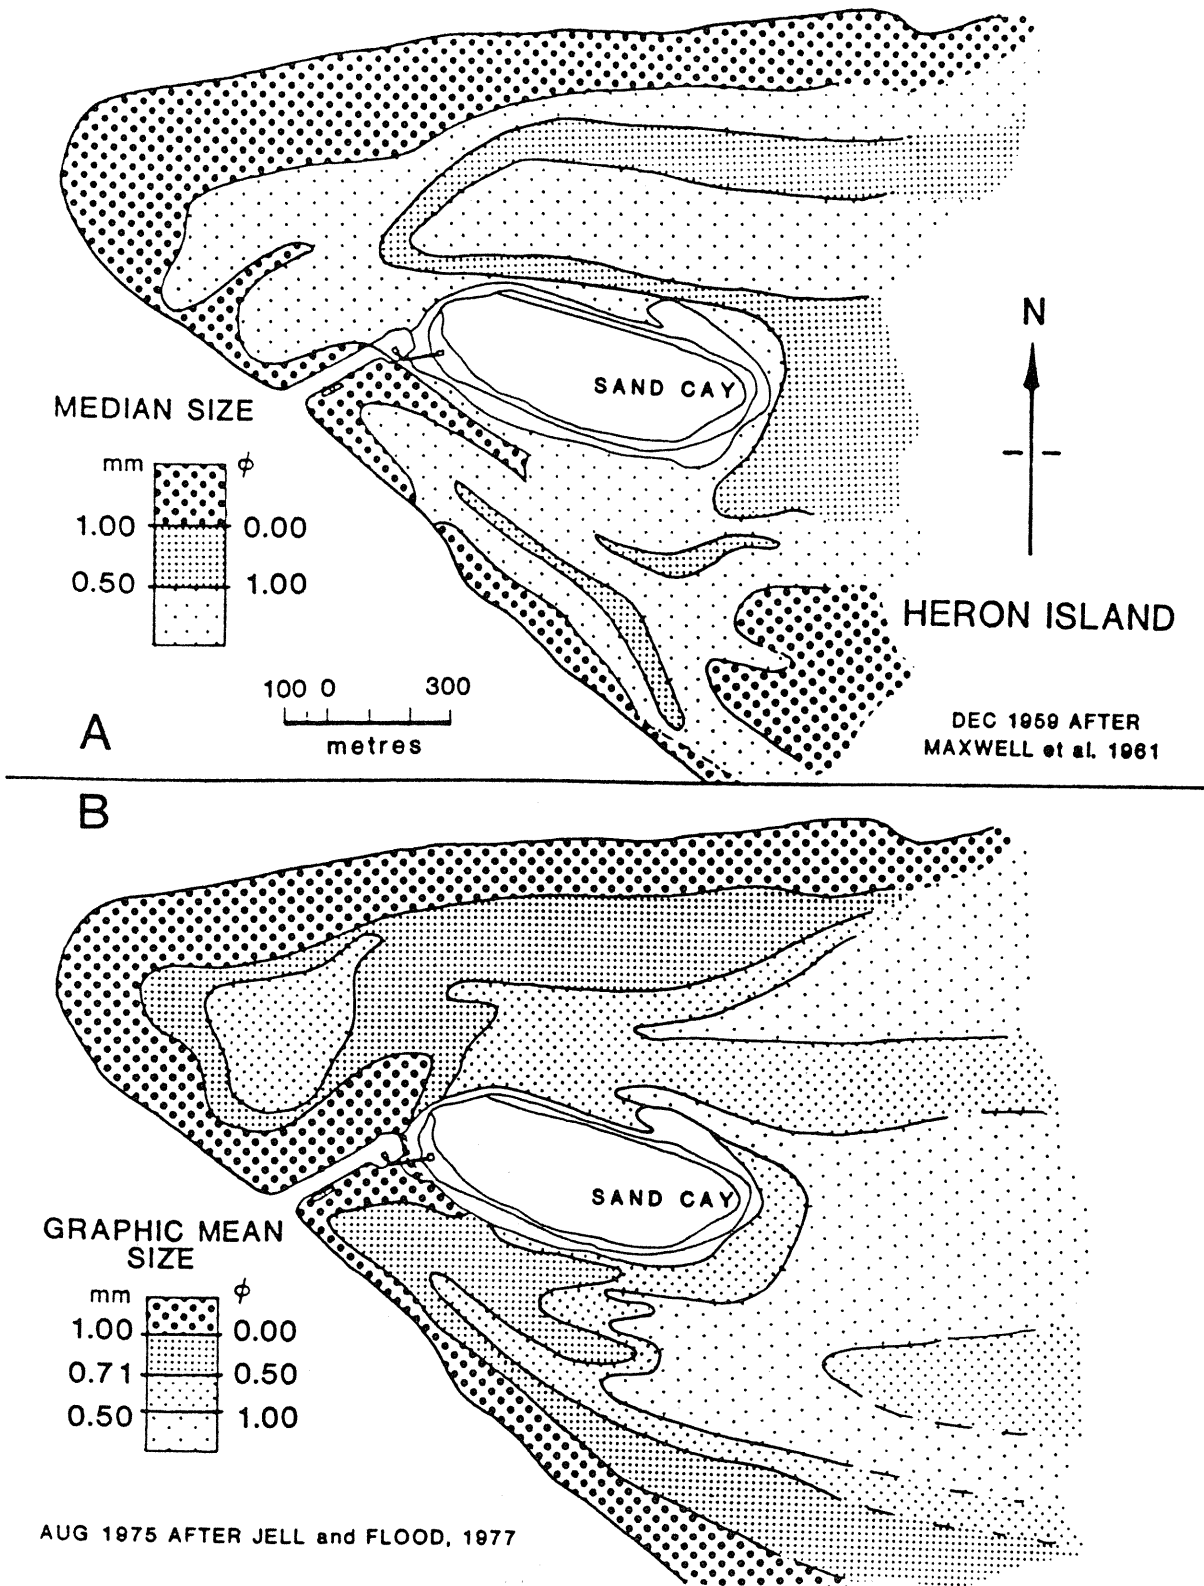 SAND CAY
N
MEDIAN SIZE
mm ϕ
1.00 0.00
0.50 1.00
HERON ISLAND
100 0 300
metres
DEC 1959 AFTER
MAXWELL et al. 1961
A
B
SAND CAY
GRAPHIC MEAN
SIZE
mm ϕ
1.00 0.00
0.71 0.50
0.50 1.00
AUG 1975 AFTER JELL and FLOOD, 1977